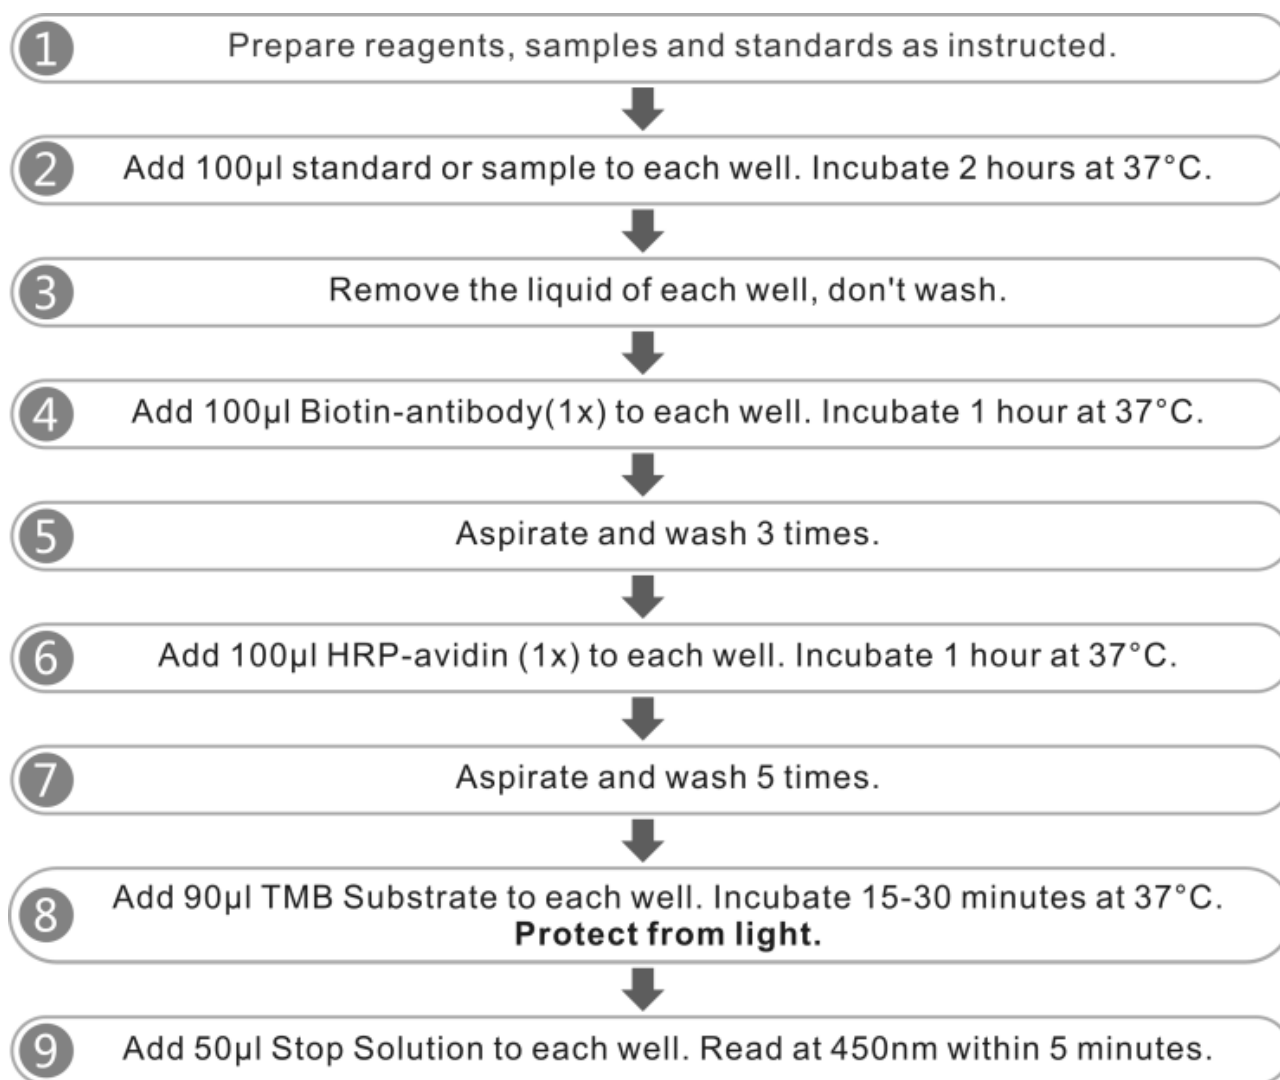 1 Prepare reagents, samples and standards as instructed.
2 Add 100µl standard or sample to each well. Incubate 2 hours at 37°C.
3 Remove the liquid of each well, don't wash.
4 Add 100µl Biotin-antibody(1x) to each well. Incubate 1 hour at 37°C.
5 Aspirate and wash 3 times.
6 Add 100µl HRP-avidin (1x) to each well. Incubate 1 hour at 37°C.
7 Aspirate and wash 5 times.
8 Add 90µl TMB Substrate to each well. Incubate 15-30 minutes at 37°C.
Protect from light.
9 Add 50µl Stop Solution to each well. Read at 450nm within 5 minutes.